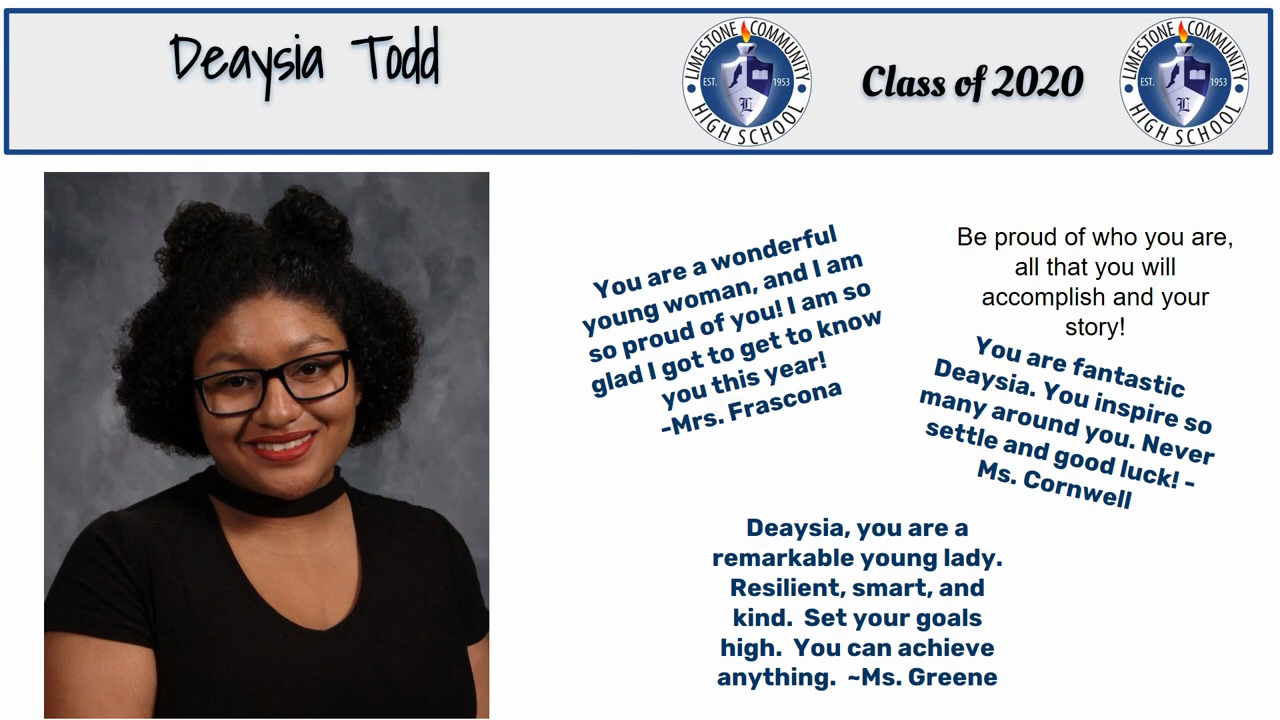 Deaysia Todd
LIMESTONE COMMUNITY
EST. 1953
L
HIGH SCHOOL
Class of 2020
LIMESTONE COMMUNITY
EST. 1953
L
HIGH SCHOOL
You are a wonderful
young woman, and I am
so proud of you! I am so
glad I got to get to know
you this year!
-Mrs. Frascona
Be proud of who you are,
all that you will
accomplish and your
story!
You are fantastic
Deaysia. You inspire so
many around you. Never
settle and good luck! -
Ms. Cornwell
Deaysia, you are a
remarkable young lady.
Resilient, smart, and
kind.  Set your goals
high.  You can achieve
anything.  ~Ms. Greene